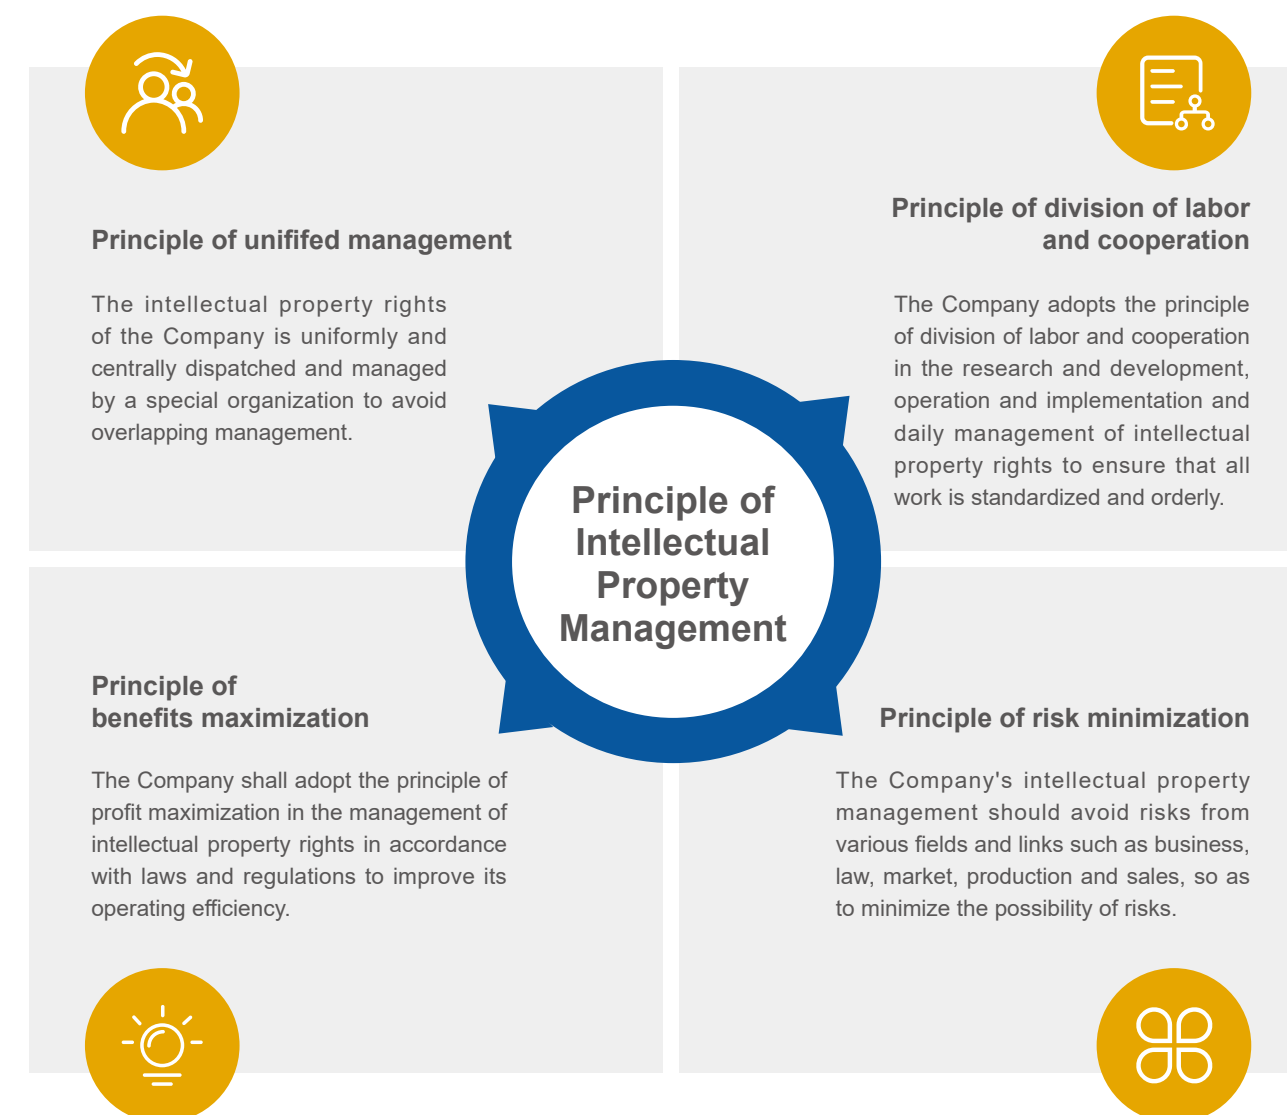 Principle of unififed management
The intellectual property rights
of the Company is uniformly and
centrally dispatched and managed
by a special organization to avoid
overlapping management.
Principle of division of labor
and cooperation
The Company adopts the principle
of division of labor and cooperation
in the research and development,
operation and implementation and
daily management of intellectual
property rights to ensure that all
work is standardized and orderly.
Principle of
Intellectual
Property
Management
Principle of
benefits maximization
The Company shall adopt the principle of
profit maximization in the management of
intellectual property rights in accordance
with laws and regulations to improve its
operating efficiency.
Principle of risk minimization
The Company's intellectual property
management should avoid risks from
various fields and links such as business,
law, market, production and sales, so as
to minimize the possibility of risks.